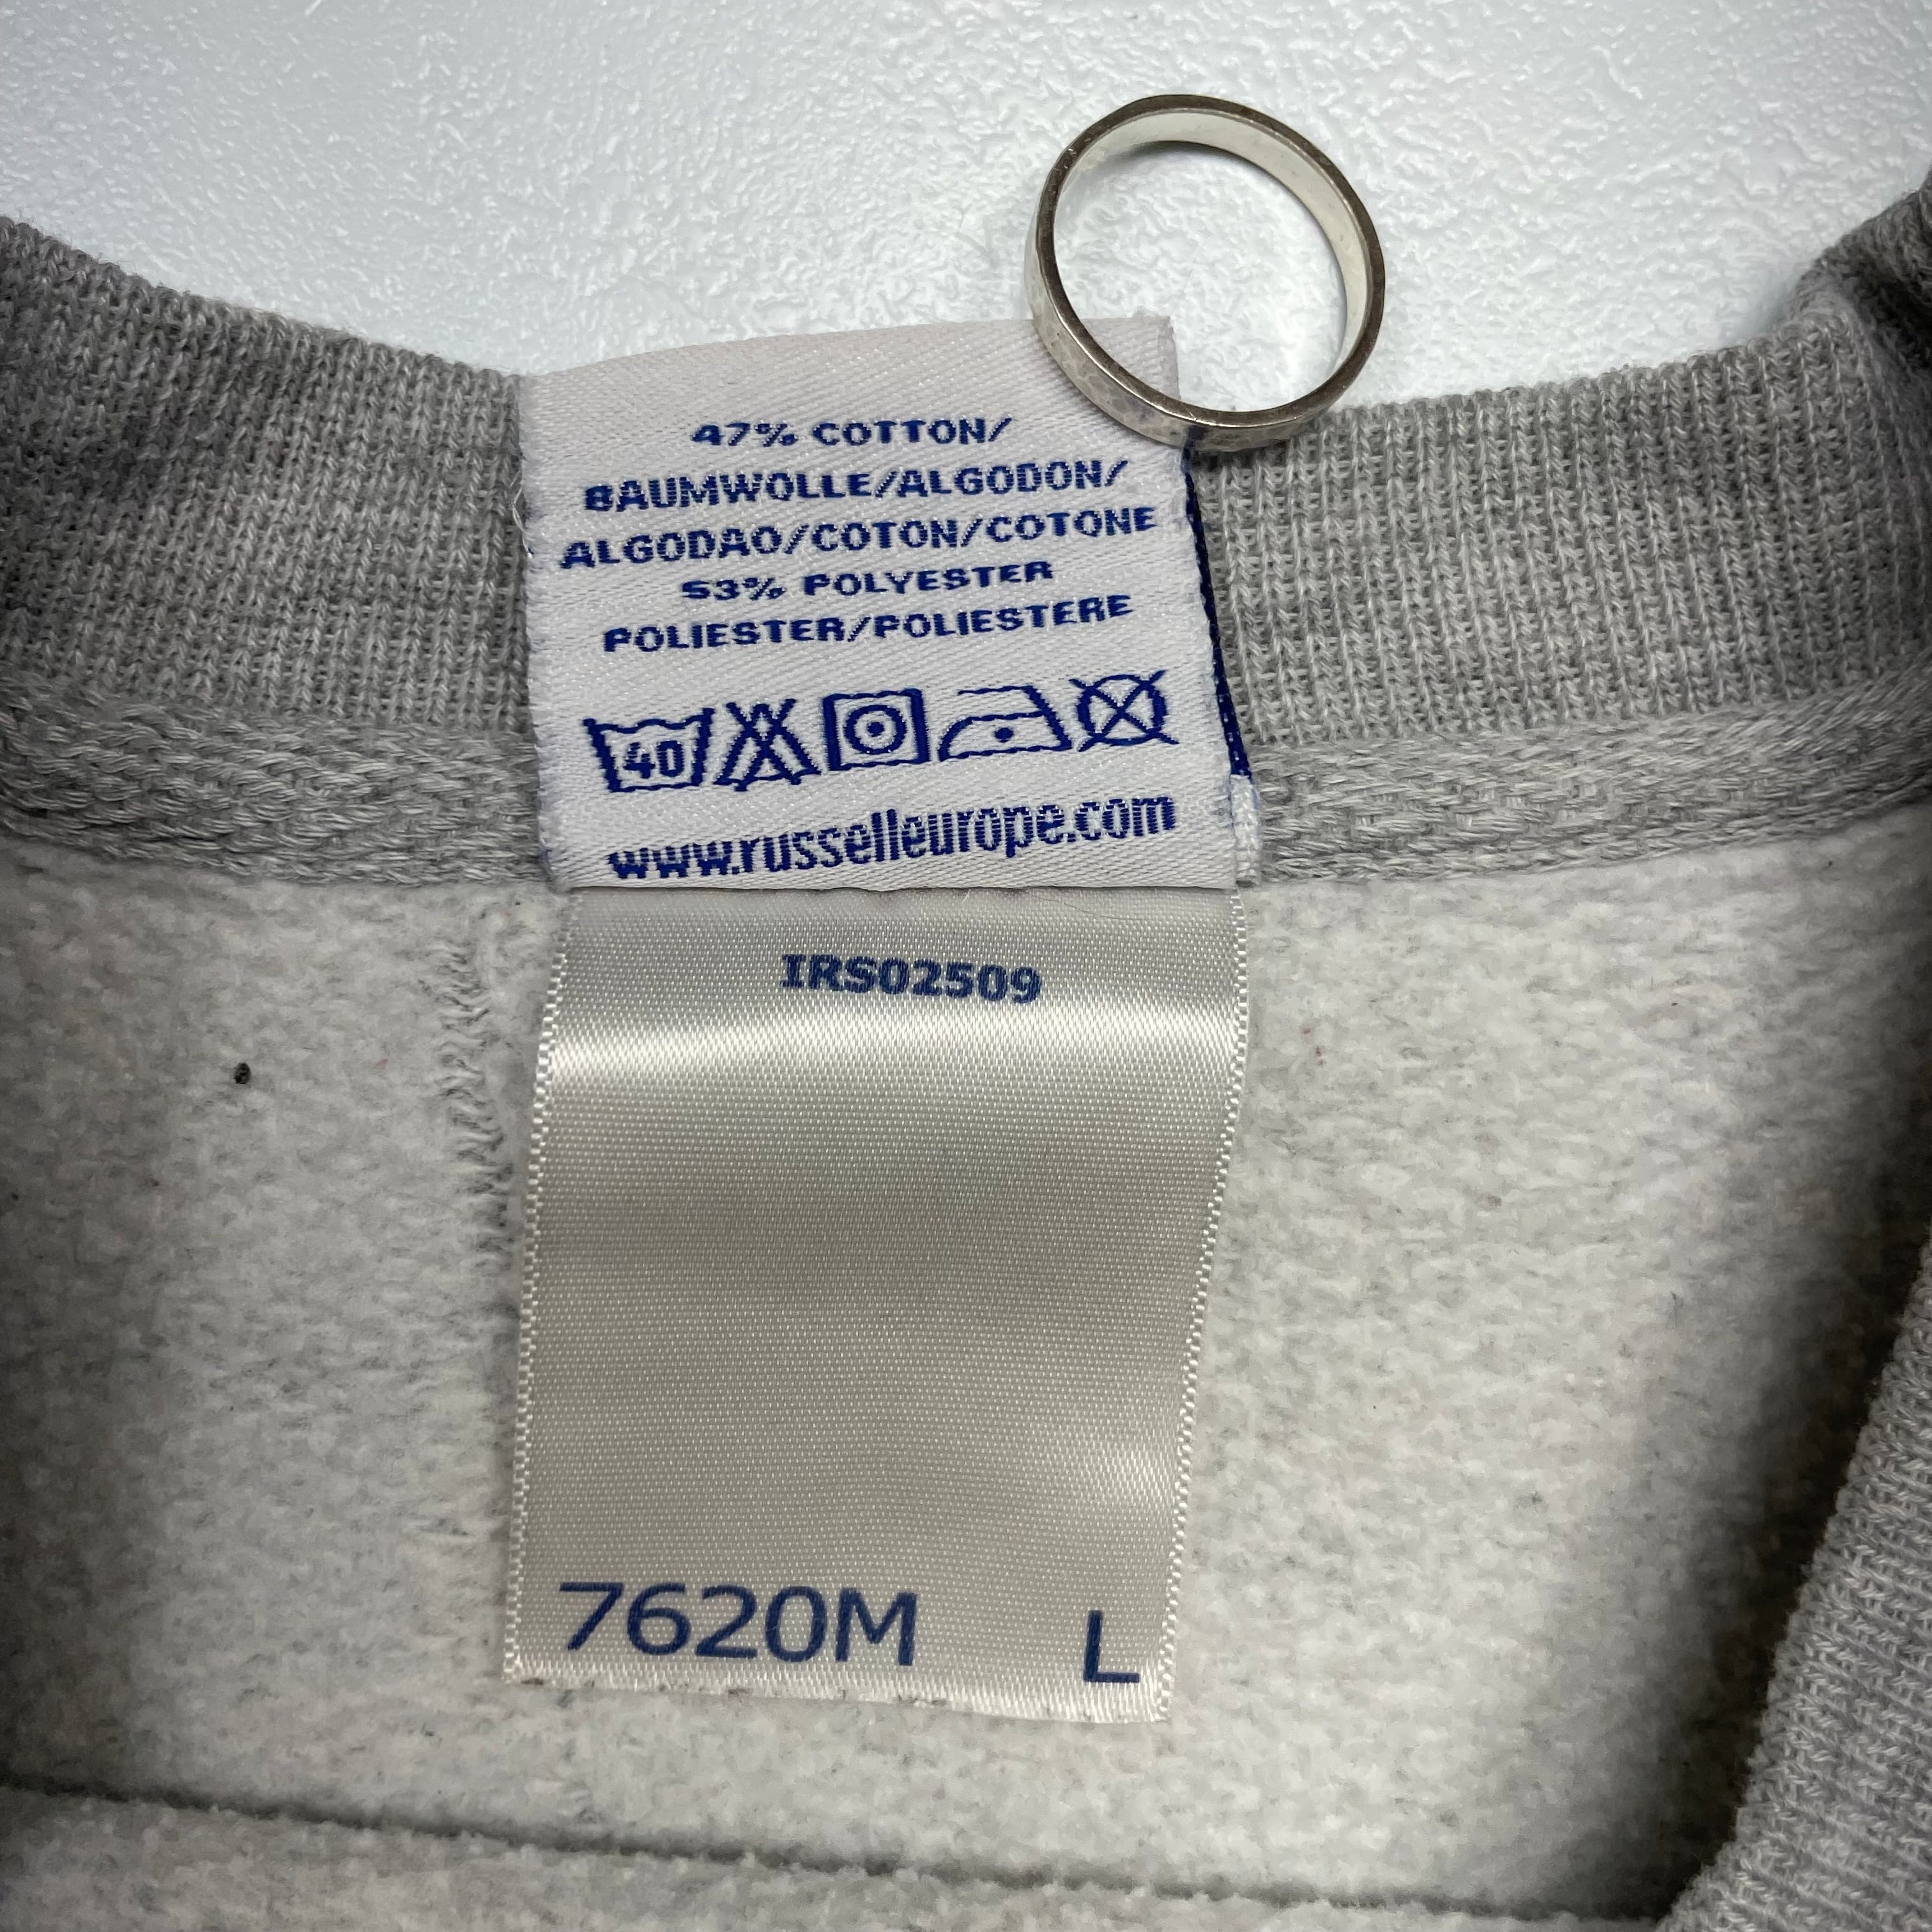 47% COTTON/
BAUMWOLLE/ALGODON/
ALGODAO/COTON/COTONE
53% POLYESTER
POLIESTER/POLIESTERE
40
www.russelleurope.com
IRS02509
7620M L